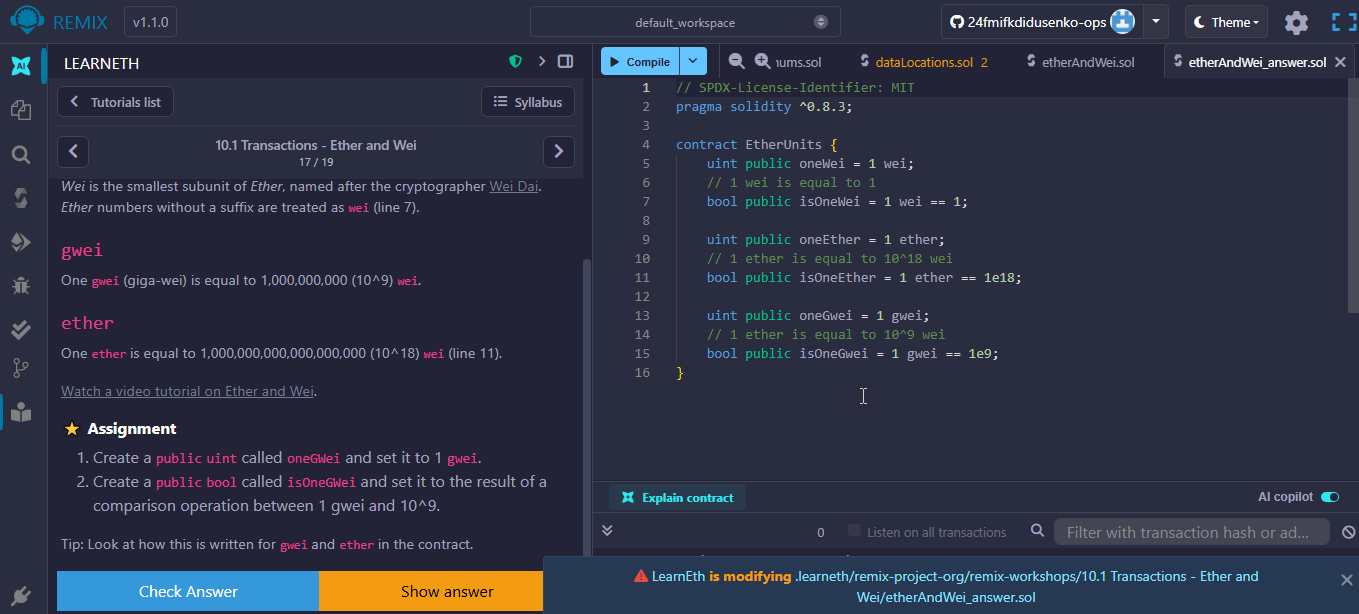 REMIX v1.1.0 default_workspace 24fmifkdidusenko-ops Theme
LEARNETH
Tutorials list Syllabus
10.1 Transactions - Ether and Wei
17 / 19
Wei is the smallest subunit of Ether, named after the cryptographer Wei Dai.
Ether numbers without a suffix are treated as wei (line 7).
gwei
One gwei (giga-wei) is equal to 1,000,000,000 (10^9) wei.
ether
One ether is equal to 1,000,000,000,000,000,000 (10^18) wei (line 11).
Watch a video tutorial on Ether and Wei.
⭐ Assignment
1. Create a public uint called oneGWei and set it to 1 gwei.
2. Create a public bool called isOneGWei and set it to the result of a
comparison operation between 1 gwei and 10^9.
Tip: Look at how this is written for gwei and ether in the contract.
Check Answer Show answer
Compile ums.sol dataLocations.sol 2 etherAndWei.sol etherAndWei_answer.sol
1 // SPDX-License-Identifier: MIT
2 pragma solidity ^0.8.3;
3
4 contract EtherUnits {
5 uint public oneWei = 1 wei;
6 // 1 wei is equal to 1
7 bool public isOneWei = 1 wei == 1;
8
9 uint public oneEther = 1 ether;
10 // 1 ether is equal to 10^18 wei
11 bool public isOneEther = 1 ether == 1e18;
12
13 uint public oneGwei = 1 gwei;
14 // 1 ether is equal to 10^9 wei
15 bool public isOneGwei = 1 gwei == 1e9;
16 }
Explain contract AI copilot
0 Listen on all transactions Filter with transaction hash or ad...
LearnEth is modifying .learneth/remix-project-org/remix-workshops/10.1 Transactions - Ether and
Wei/etherAndWei_answer.sol